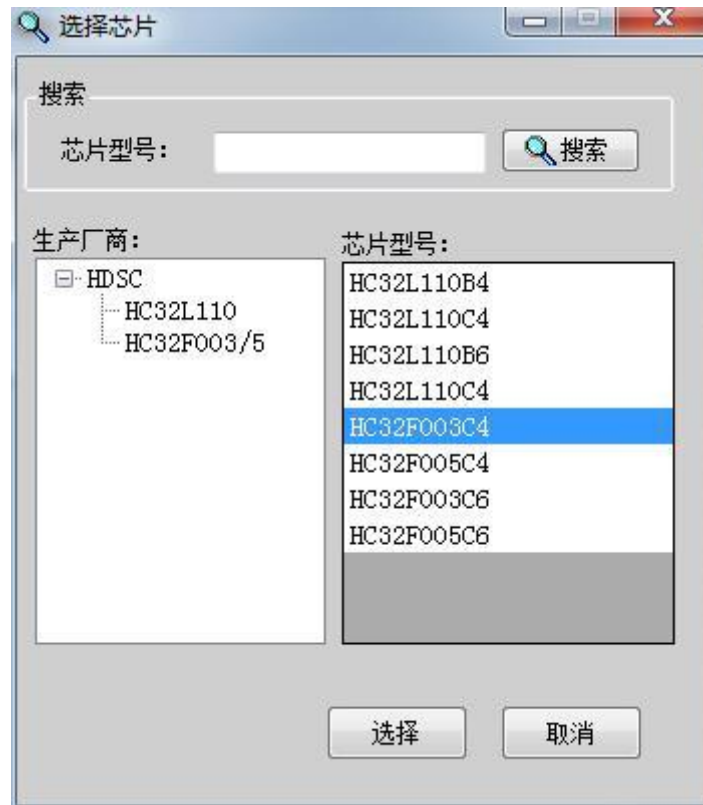 选择芯片
搜索
芯片型号：
搜索
生产厂商：
HDSC
HC32L110
HC32F003/5
芯片型号：
HC32L110B4
HC32L110C4
HC32L110B6
HC32L110C4
HC32F003C4
HC32F005C4
HC32F003C6
HC32F005C6
选择
取消